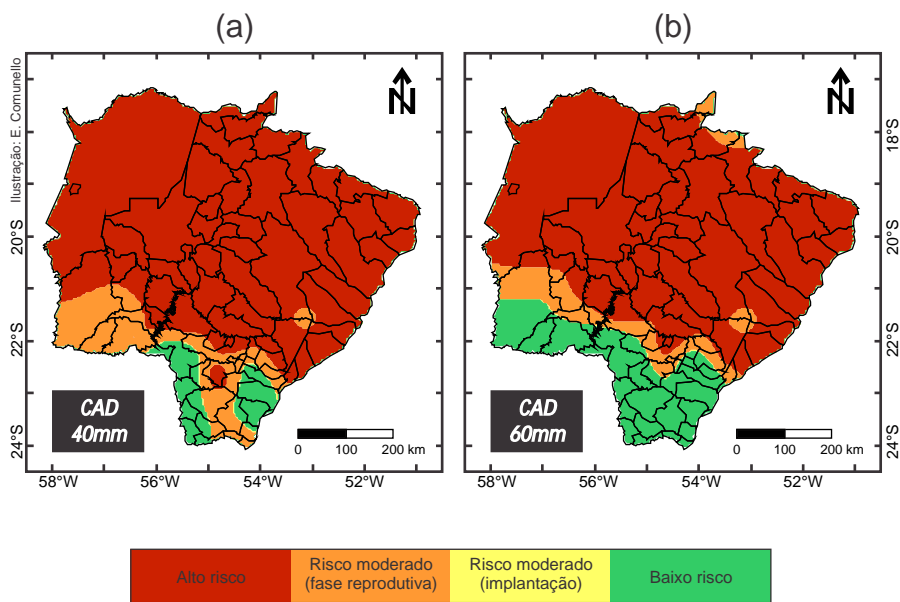 (a)
(b)
Ilustração: E. Comunello
N
N
18°S
20°S
20°S
22°S
22°S
24°S
24°S
CAD
40mm
CAD
60mm
0 100 200 km
0 100 200 km
58°W 56°W 54°W 52°W
58°W 56°W 54°W 52°W
Alto risco
Risco moderado
(fase reprodutiva)
Risco moderado
(implantação)
Baixo risco